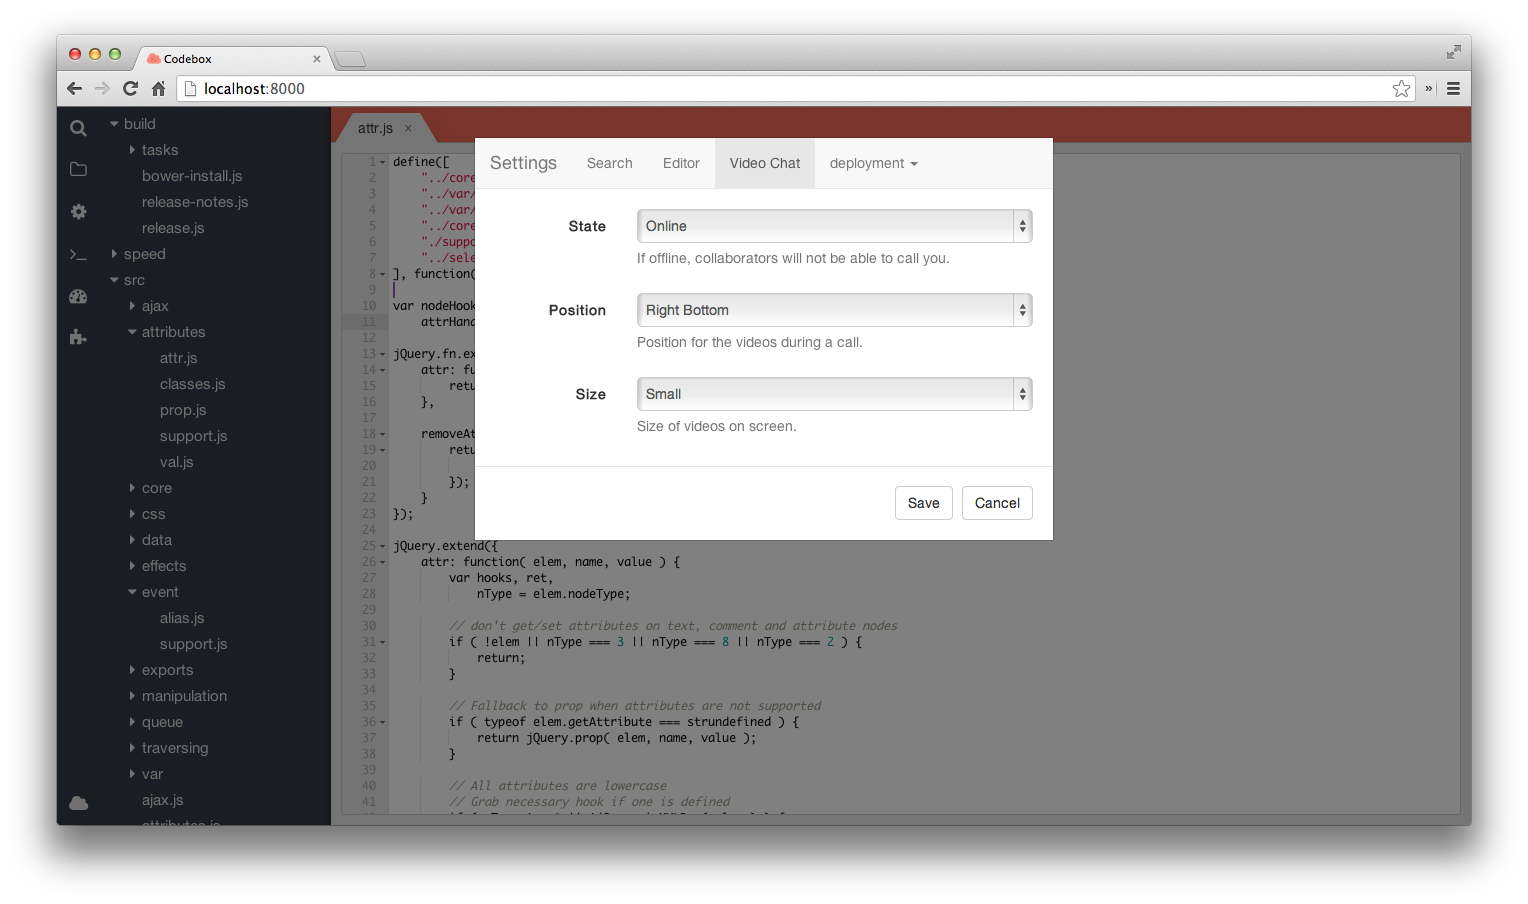 Codebox
localhost:8000
build
tasks
bower-install.js
release-notes.js
release.js
speed
src
ajax
attributes
attr.js
classes.js
prop.js
support.js
val.js
core
css
data
effects
event
alias.js
support.js
exports
manipulation
queue
traversing
var
ajax.js
attributes.js
attr.js
Settings Search Editor Video Chat deployment
State Online
If offline, collaborators will not be able to call you.
Position Right Bottom
Position for the videos during a call.
Size Small
Size of videos on screen.
Save Cancel
1 define([
2 "../core
3 "../var/
4 "../var/
5 "../core
6 "./suppo
7 "../sele
8 ], function(
9
10 var nodeHook
11 attrHand
12
13 jQuery.fn.ex
14 attr: fu
15 retu
16 },
17
18 removeAt
19 retu
20
21 });
22 }
23 });
24
25 jQuery.extend({
26 attr: function( elem, name, value ) {
27 var hooks, ret,
28 nType = elem.nodeType;
29
30 // don't get/set attributes on text, comment and attribute nodes
31 if ( !elem || nType === 3 || nType === 8 || nType === 2 ) {
32 return;
33 }
34
35 // Fallback to prop when attributes are not supported
36 if ( typeof elem.getAttribute === strundefined ) {
37 return jQuery.prop( elem, name, value );
38 }
39
40 // All attributes are lowercase
41 // Grab necessary hook if one is defined